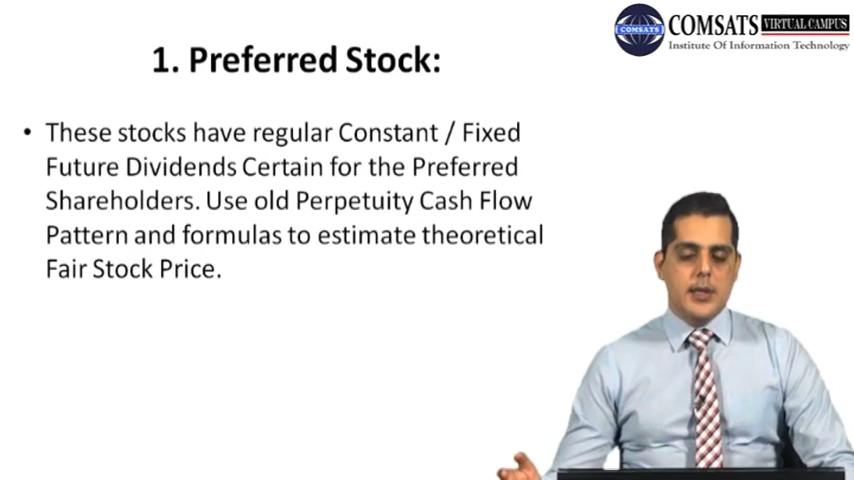 COMSATS
COMSATS VIRTUAL CAMPUS
Institute Of Information Technology
1. Preferred Stock:
• These stocks have regular Constant / Fixed
Future Dividends Certain for the Preferred
Shareholders. Use old Perpetuity Cash Flow
Pattern and formulas to estimate theoretical
Fair Stock Price.